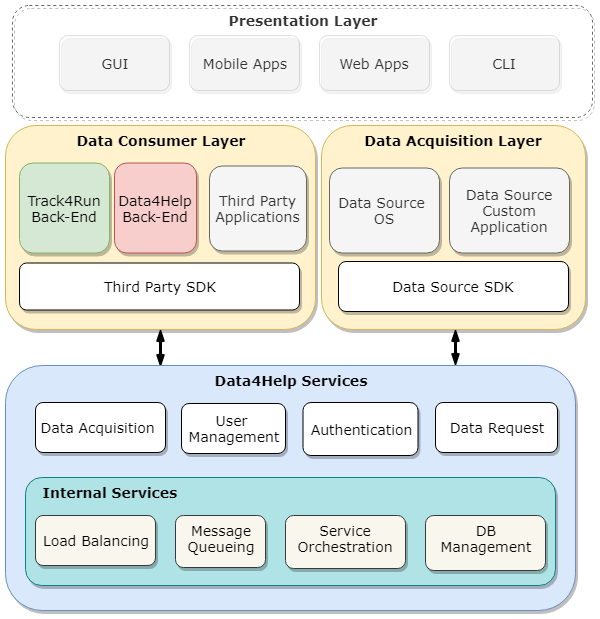 Presentation Layer
GUI
Mobile Apps
Web Apps
CLI
Data Consumer Layer
Track4Run
Back-End
Data4Help
Back-End
Third Party
Applications
Third Party SDK
Data Acquisition Layer
Data Source
OS
Data Source
Custom
Application
Data Source SDK
Data4Help Services
Data Acquisition
User
Management
Authentication
Data Request
Internal Services
Load Balancing
Message
Queueing
Service
Orchestration
DB
Management